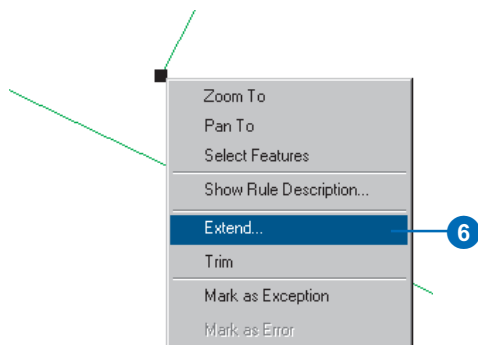 Zoom To
Pan To
Select Features
Show Rule Description...
Extend...
6
Trim
Mark as Exception
Mark as Error